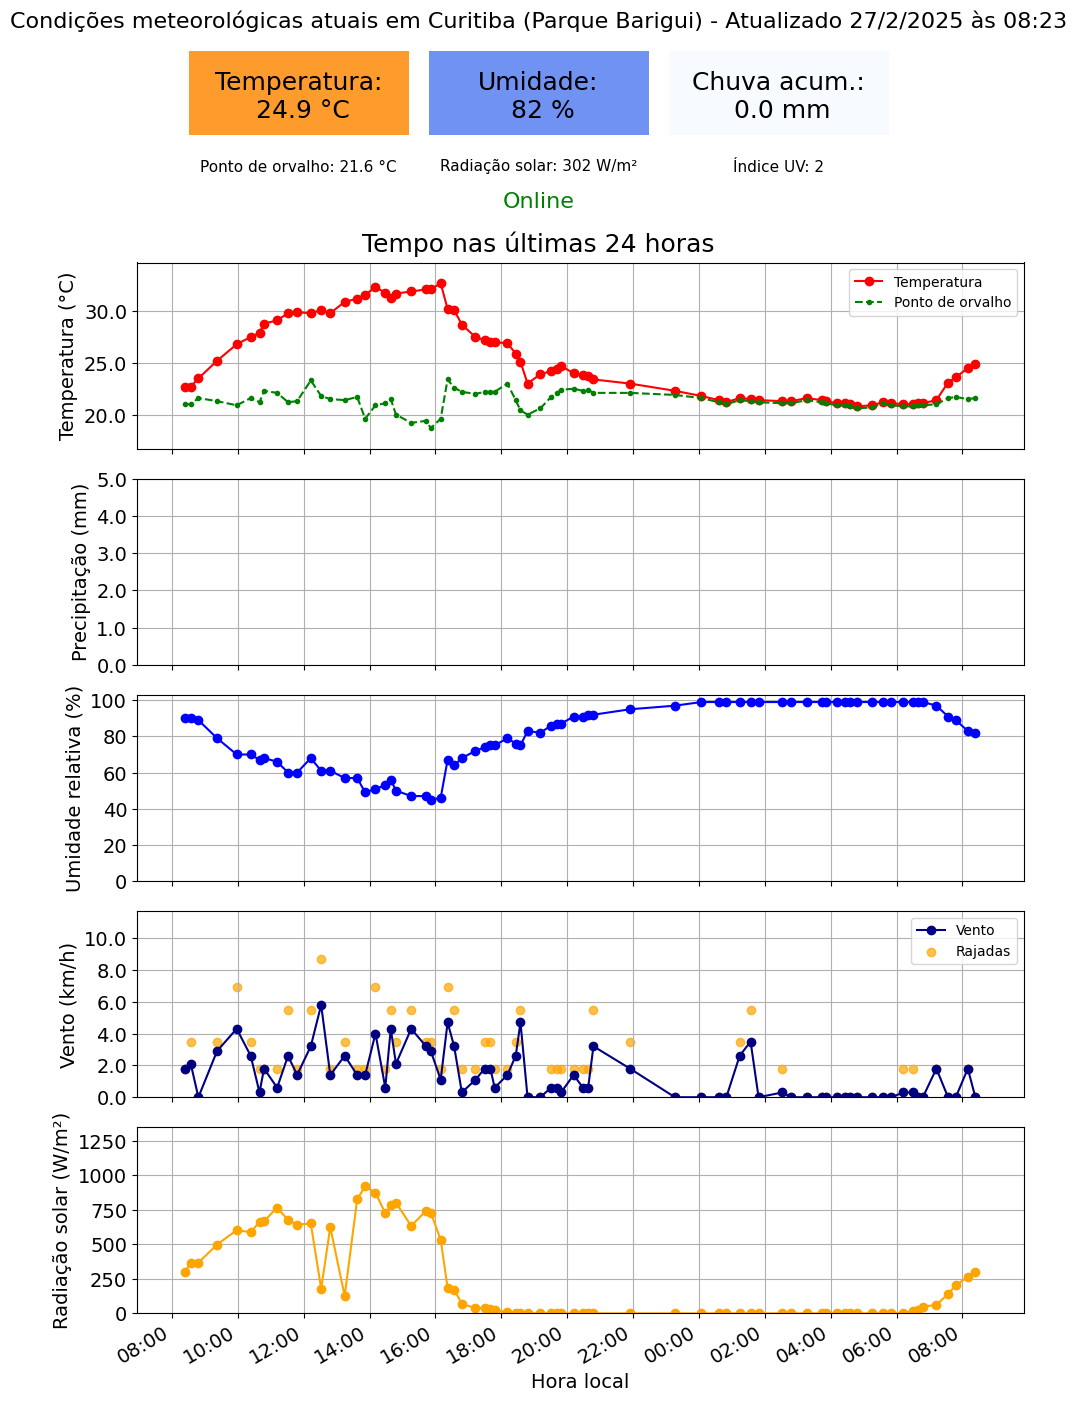 Condições meteorológicas atuais em Curitiba (Parque Barigui) - Atualizado 27/2/2025 às 08:23
Temperatura:
24.9 °C
Umidade:
82 %
Chuva acum.:
0.0 mm
Ponto de orvalho: 21.6 °C
Radiação solar: 302 W/m²
Índice UV: 2
Online
Tempo nas últimas 24 horas
Temperatura (°C)
30.0
25.0
20.0
Temperatura
Ponto de orvalho
Precipitação (mm)
5.0
4.0
3.0
2.0
1.0
0.0
Umidade relativa (%)
100
80
60
40
20
0
Vento (km/h)
10.0
8.0
6.0
4.0
2.0
0.0
Vento
Rajadas
Radiação solar (W/m²)
1250
1000
750
500
250
0
08:00
10:00
12:00
14:00
16:00
18:00
20:00
22:00
00:00
02:00
04:00
06:00
08:00
Hora local